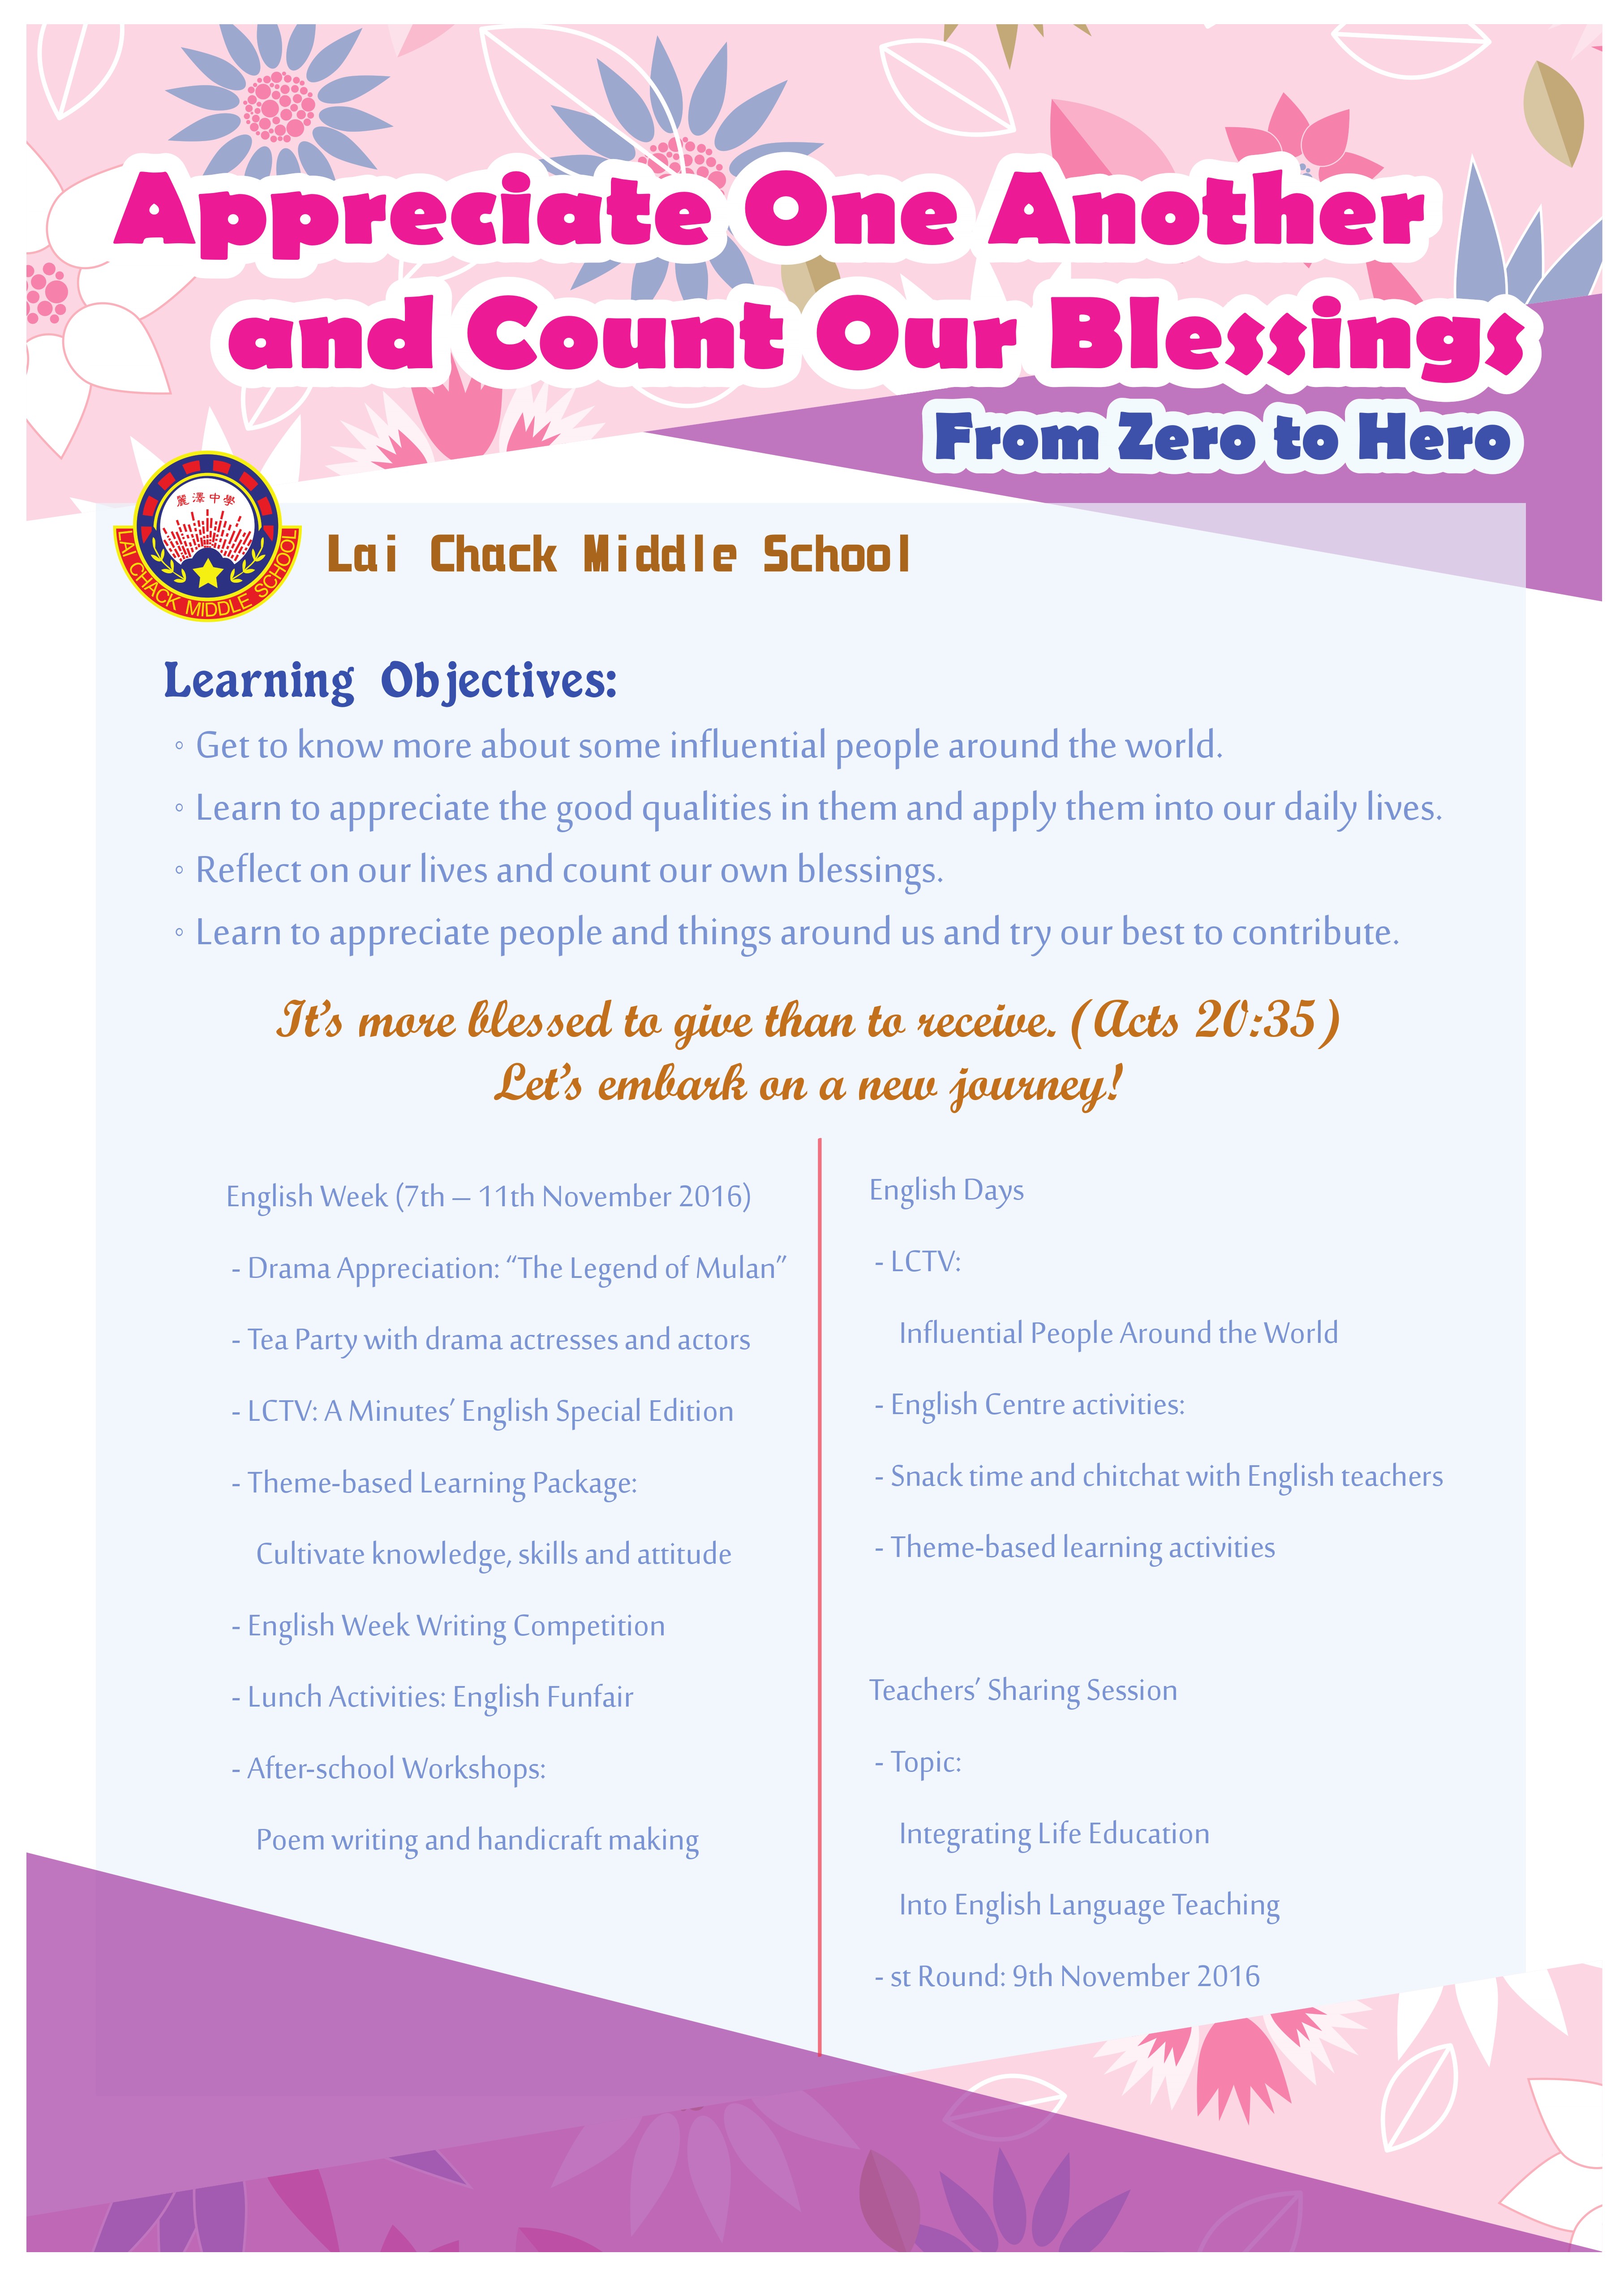 Appreciate One Another
and Count Our Blessings
From Zero to Hero
麗澤中學
LAI CHACK MIDDLE SCHOOL
Lai Chack Middle School
Learning Objectives:
◦ Get to know more about some influential people around the world.
◦ Learn to appreciate the good qualities in them and apply them into our daily lives.
◦ Reflect on our lives and count our own blessings.
◦ Learn to appreciate people and things around us and try our best to contribute.
It's more blessed to give than to receive. (Acts 20:35)
Let's embark on a new journey!
English Week (7th – 11th November 2016)
- Drama Appreciation: “The Legend of Mulan”
- Tea Party with drama actresses and actors
- LCTV: A Minutes’ English Special Edition
- Theme-based Learning Package:
Cultivate knowledge, skills and attitude
- English Week Writing Competition
- Lunch Activities: English Funfair
- After-school Workshops:
Poem writing and handicraft making
English Days
- LCTV:
Influential People Around the World
- English Centre activities:
- Snack time and chitchat with English teachers
- Theme-based learning activities
Teachers’ Sharing Session
- Topic:
Integrating Life Education
Into English Language Teaching
- st Round: 9th November 2016